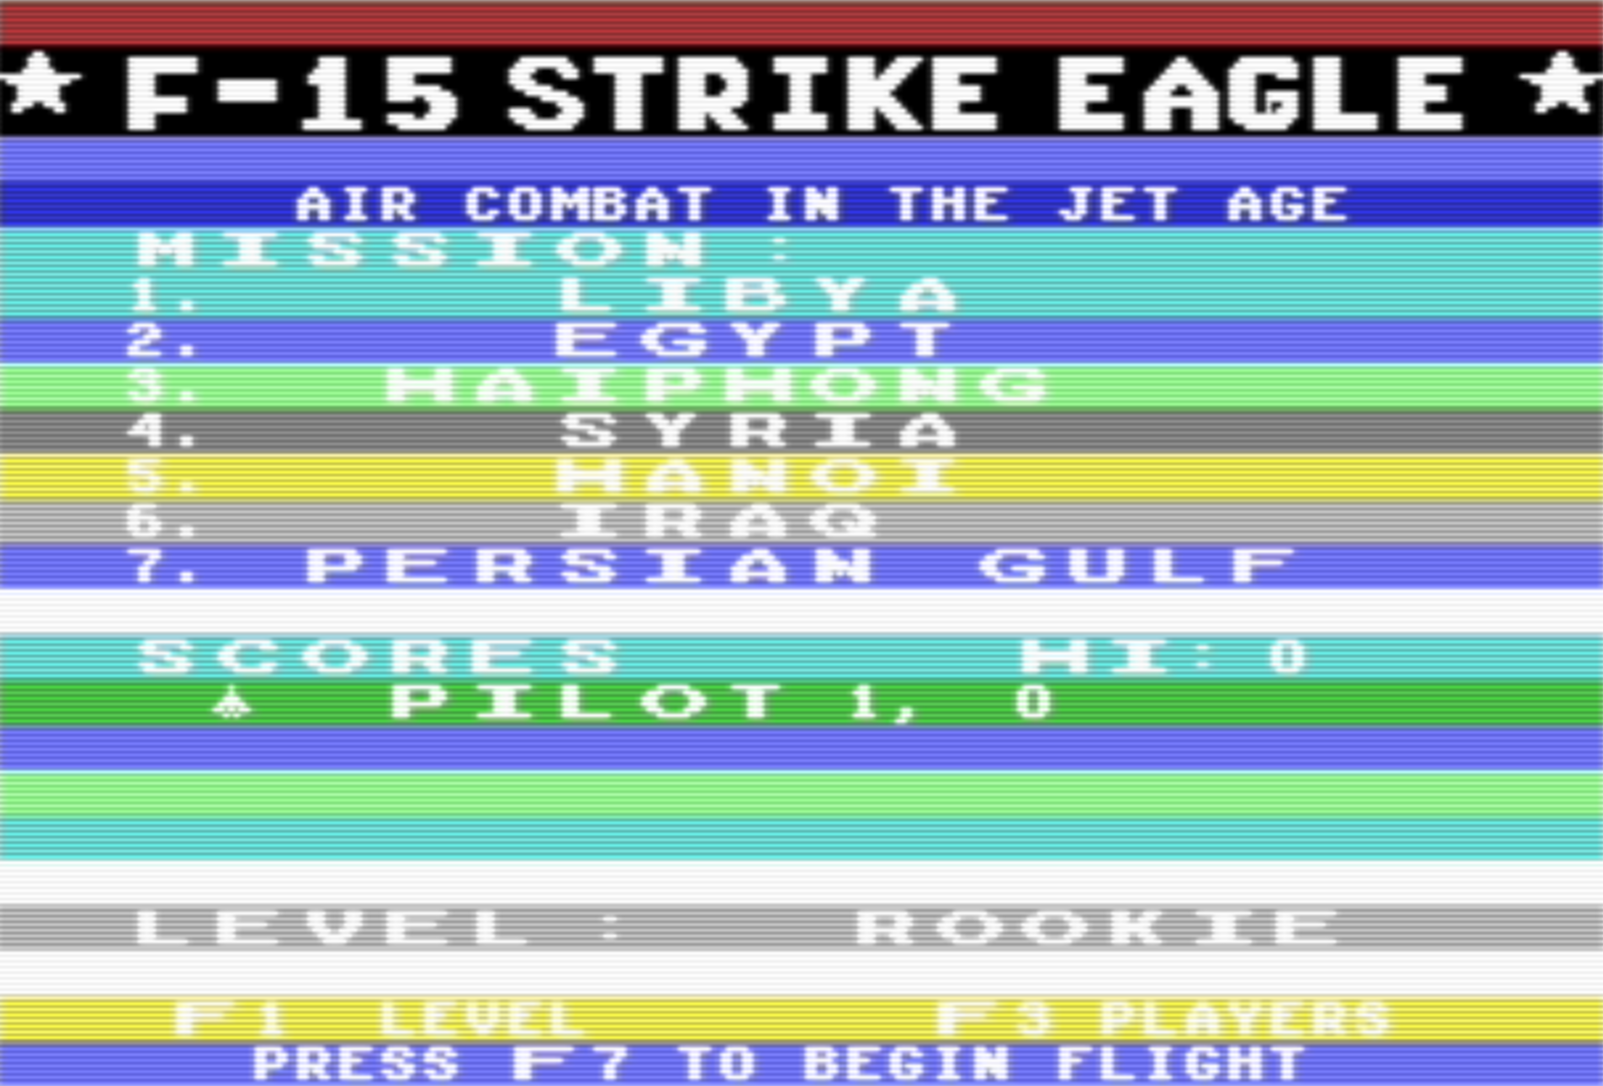 ★ F-15 STRIKE EAGLE ★
AIR COMBAT IN THE JET AGE
MISSION :
1. LIBYA
2. EGYPT
3. HAIPHONG
4. SYRIA
5. HANOI
6. IRAQ
7. PERSIAN GULF
SCORES HI: 0
PILOT 1, 0
LEVEL : ROOKIE
F1 LEVEL F3 PLAYERS
PRESS F7 TO BEGIN FLIGHT